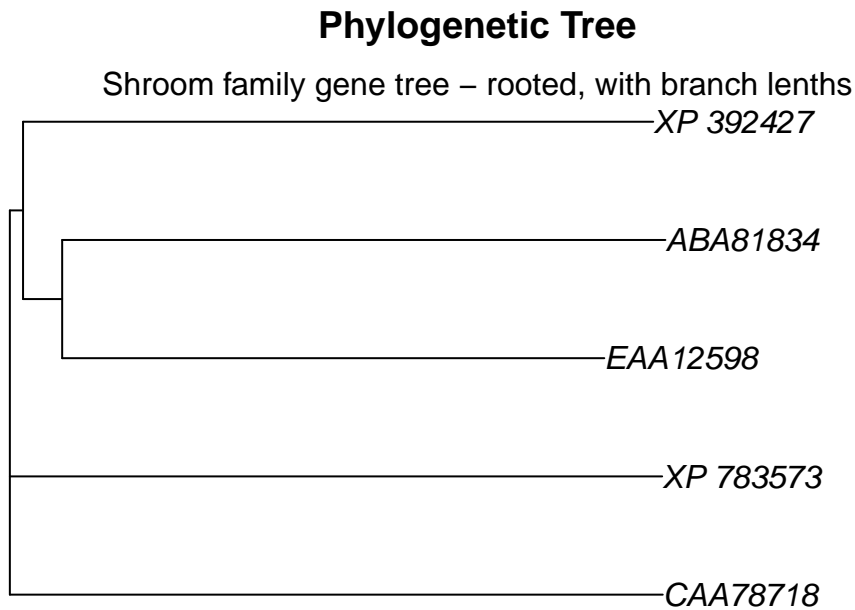 Phylogenetic Tree
Shroom family gene tree – rooted, with branch lenths
XP 392427
ABA81834
EAA12598
XP 783573
CAA78718